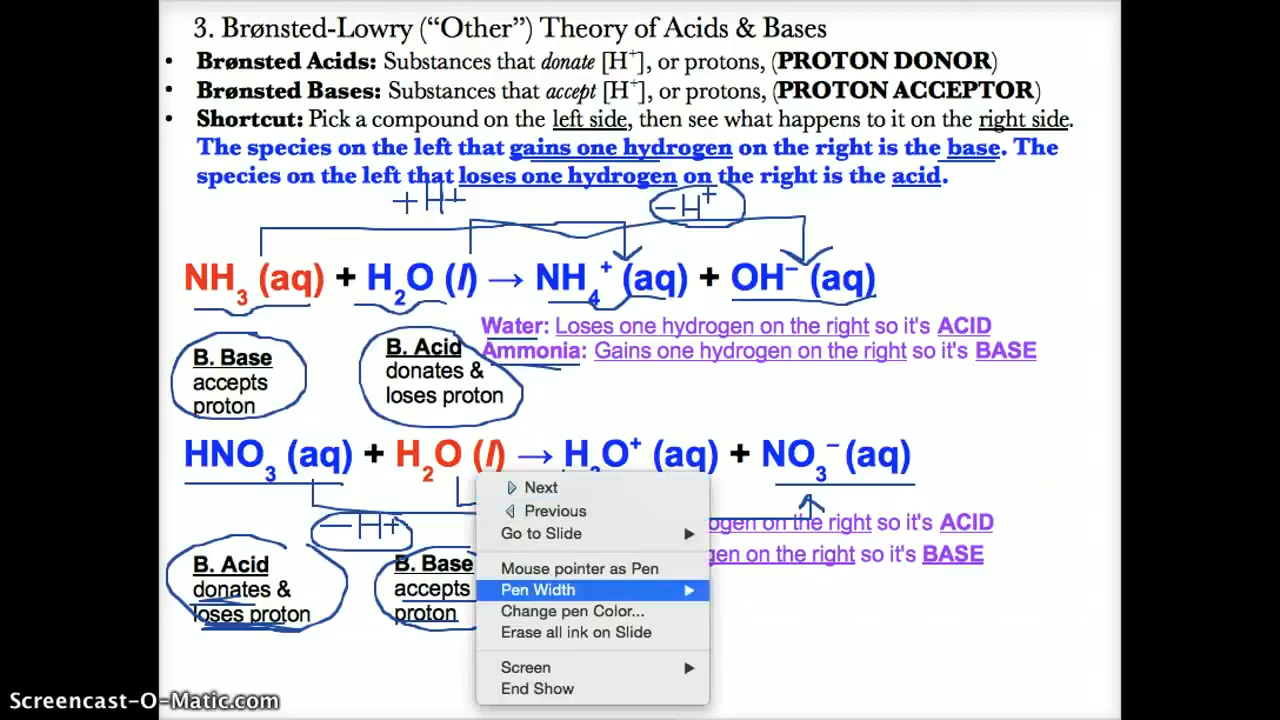 3. Brønsted-Lowry (“Other”) Theory of Acids & Bases
• Brønsted Acids: Substances that donate [H⁺], or protons, (PROTON DONOR)
• Brønsted Bases: Substances that accept [H⁺], or protons, (PROTON ACCEPTOR)
• Shortcut: Pick a compound on the left side, then see what happens to it on the right side.
The species on the left that gains one hydrogen on the right is the base. The
species on the left that loses one hydrogen on the right is the acid.
+H+ −H⁺
NH₃ (aq) + H₂O (l) → NH₄⁺ (aq) + OH⁻ (aq)
Water: Loses one hydrogen on the right so it's ACID
Ammonia: Gains one hydrogen on the right so it's BASE
B. Base
accepts
proton
B. Acid
donates &
loses proton
HNO₃ (aq) + H₂O (l) → H₂O⁺ (aq) + NO₃⁻ (aq)
on the right so it's ACID
on the right so it's BASE
−H+
B. Acid
donates &
loses proton
B. Base
accepts
proton
Next
Previous
Go to Slide
Mouse pointer as Pen
Pen Width
Change pen Color...
Erase all ink on Slide
Screen
End Show
Screencast-O-Matic.com